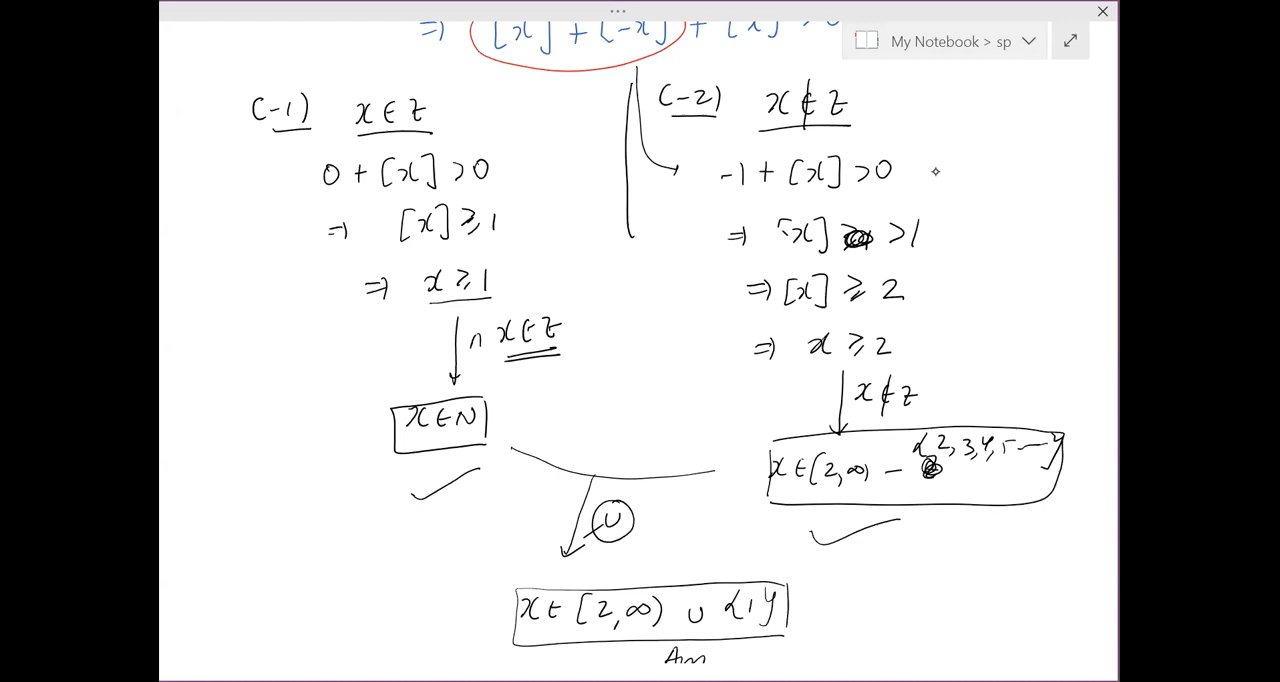 ⇒ [x] + [-x] + [x] > 0
My Notebook > sp
C-1) x ∈ Z
0 + [x] > 0
⇒ [x] ≥ 1
⇒ x ≥ 1
∩ x ∈ Z
x ∈ N
C-2) x ∉ Z
-1 + [x] > 0
⇒ [x] > 1
⇒ [x] ≥ 2
⇒ x ≥ 2
x ∉ Z
x ∈ [2, ∞) - {2, 3, 4, 5 -- }
∪
x ∈ [2, ∞) ∪ {1}
Ans